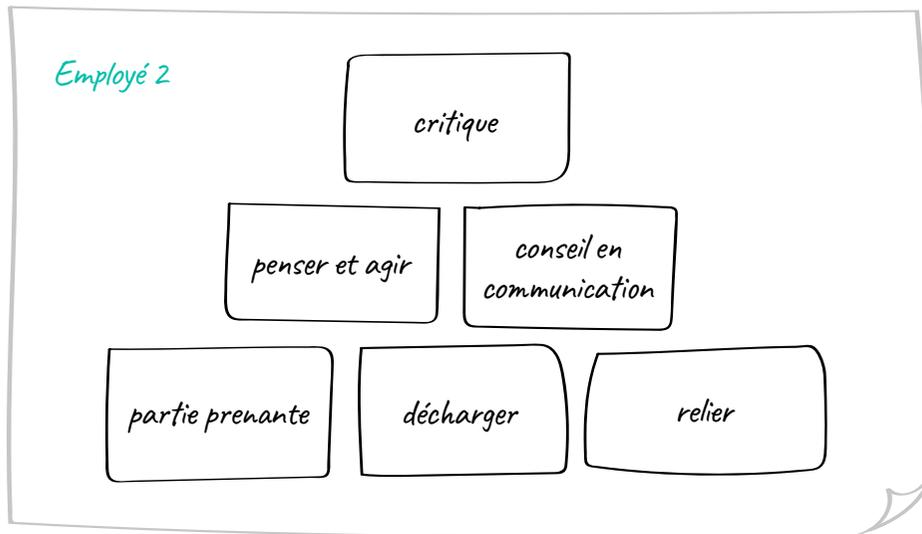 Employé 2
critique
penser et agir
conseil en
communication
partie prenante
décharger
relier